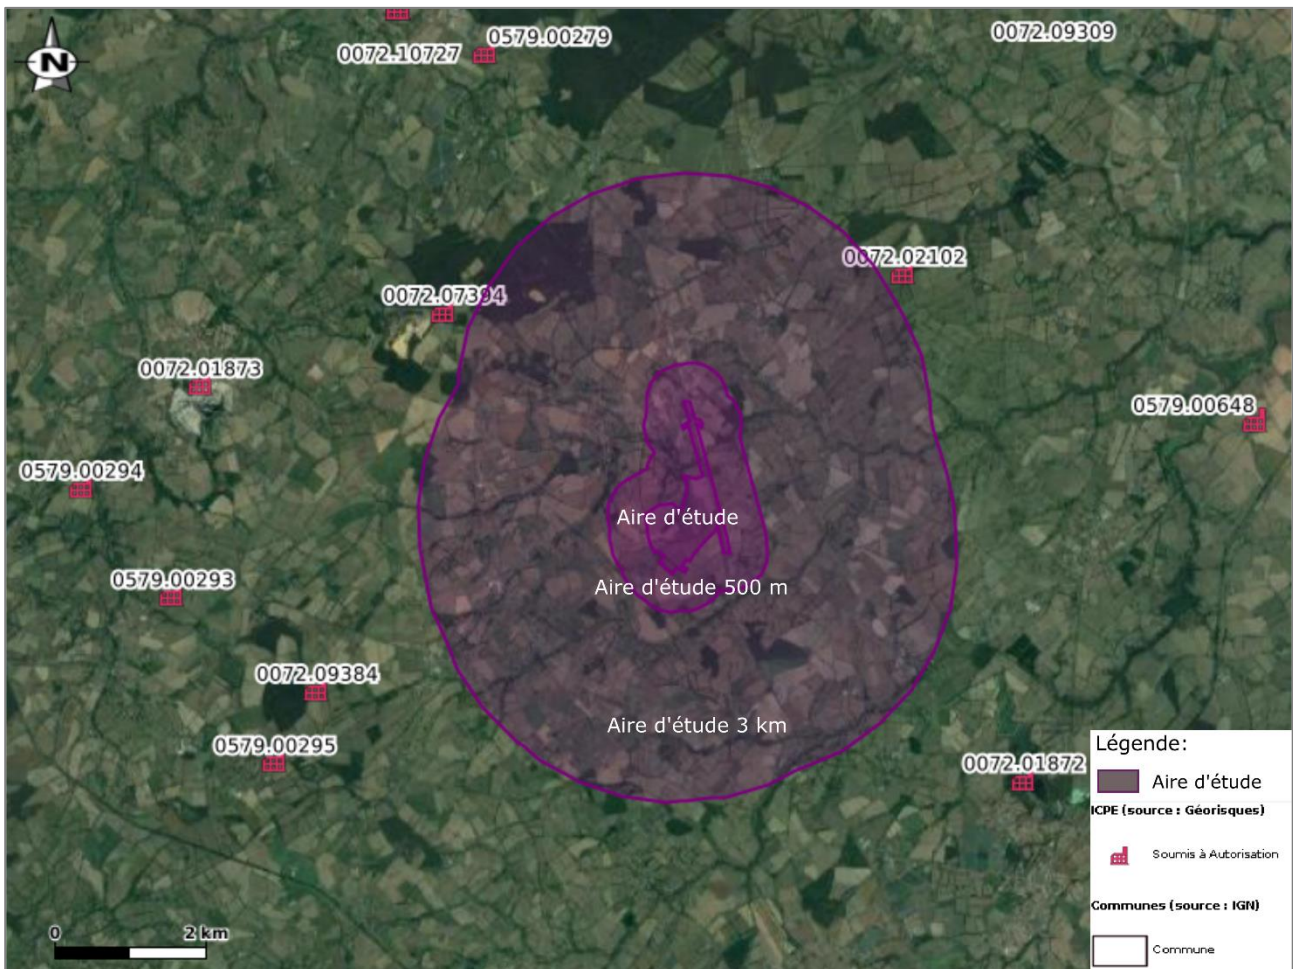 0072.09309
0579.00279
0072.10727
N
0072.02102
0072.07394
0072.01873
0579.00648
0579.00294
Aire d'étude
0579.00293
Aire d'étude 500 m
0072.09384
Aire d'étude 3 km
0579.00295
0072.01872
Légende:
Aire d'étude
ICPE (source : Géorisques)
Soumis à Autorisation
Communes (source : IGN)
Commune
0 2 km